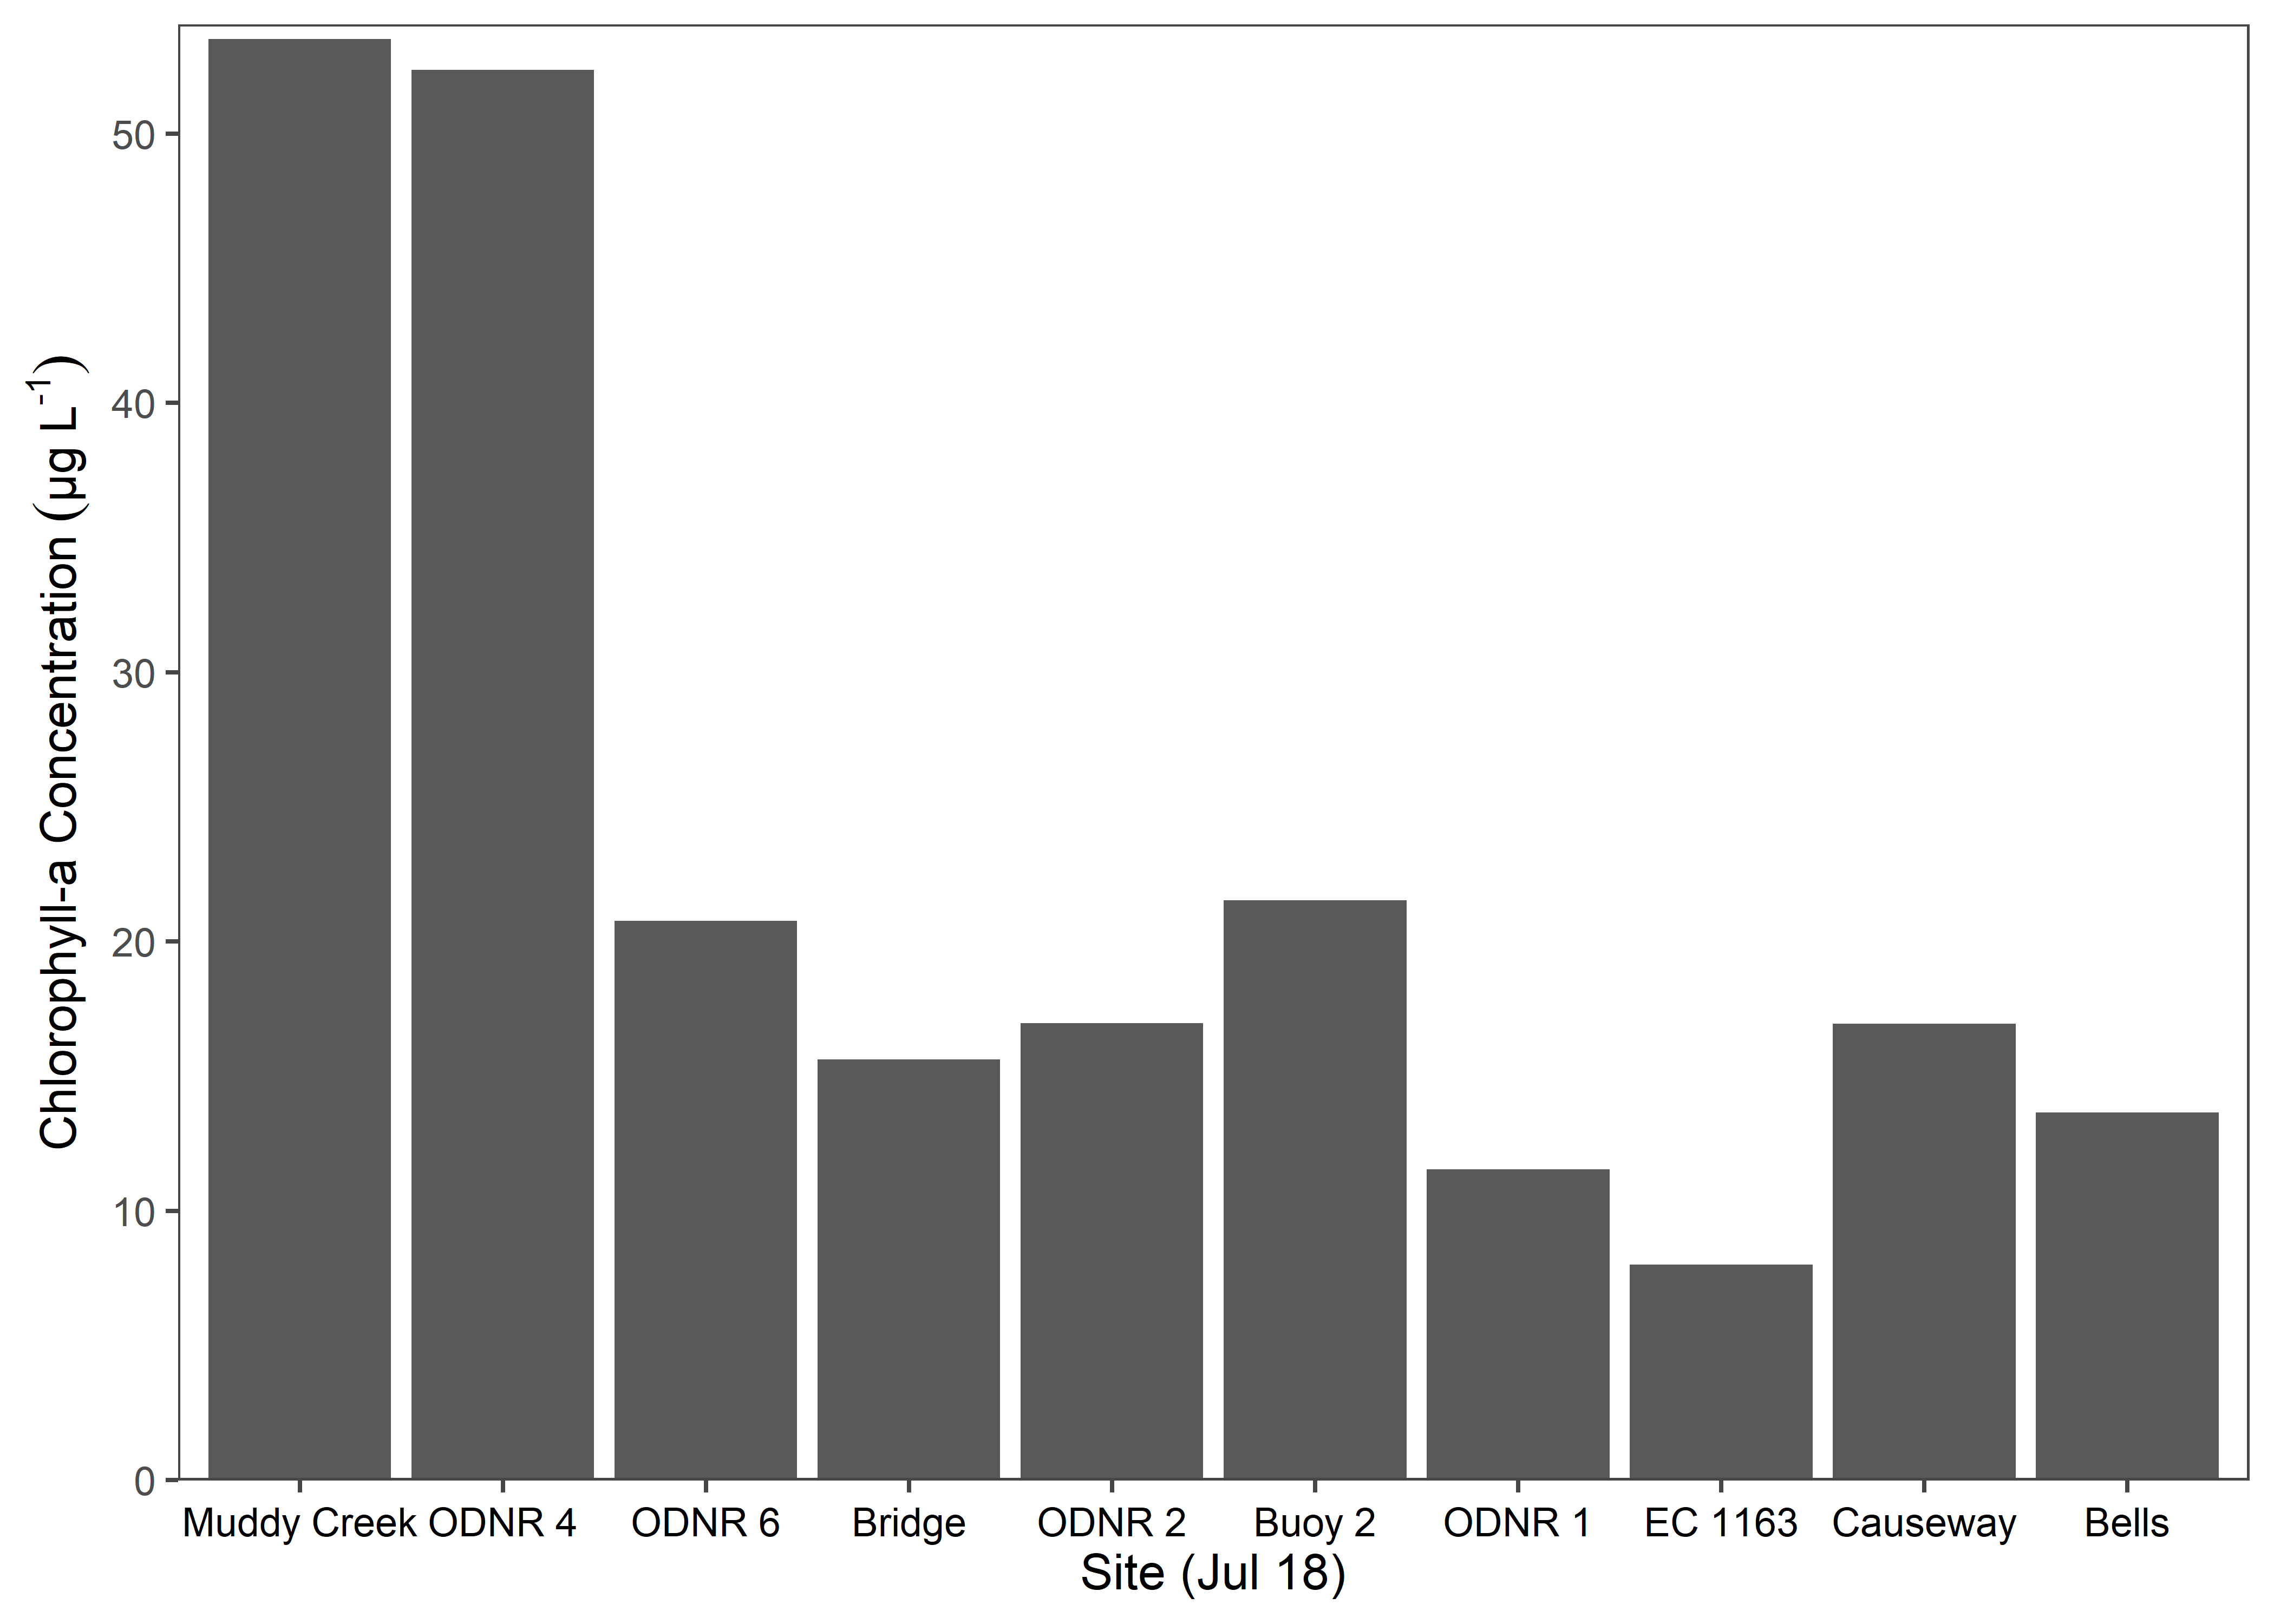 Chlorophyll-a Concentration (µg L⁻¹)
50
40
30
20
10
0
Muddy Creek ODNR 4 ODNR 6 Bridge ODNR 2 Buoy 2 ODNR 1 EC 1163 Causeway Bells
Site (Jul 18)